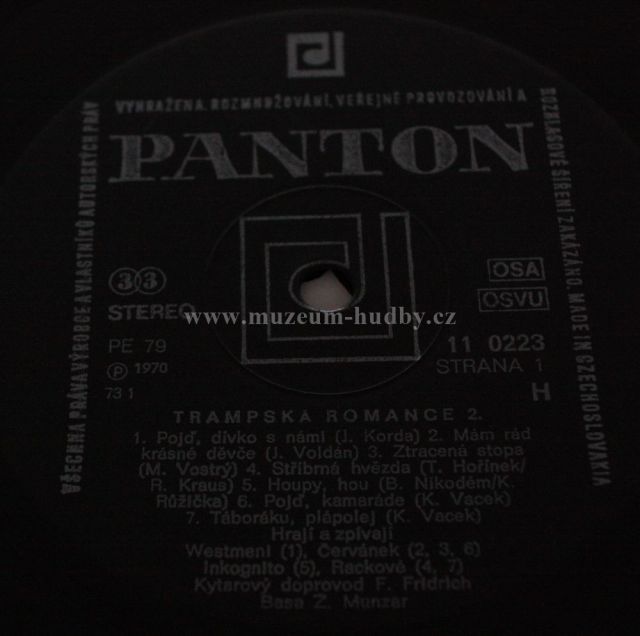 VYHRAŽENA. ROZMNOŽOVÁNÍ, VEŘEJNÉ PROVOZOVÁNÍ A
ROZHLASOVÉ ŠÍŘENÍ ZAKÁZÁNO. MADE IN CZECHOSLOVAKIA
VŠECHNA PRÁVA VÝROBCE A VLASTNÍKŮ AUTORSKÝCH PRÁV
PANTON
33
STEREO
OSA
OSVU
www.muzeum-hudby.cz
PE 79
11 0223
Ⓟ 1970
STRANA 1
73 1
H
TRAMPSKÁ ROMANCE 2.
1. Pojď, dívko s námi (J. Korda) 2. Mám rád
krásné děvče (J. Voldán) 3. Ztracená stopa
(M. Vostrý) 4. Stříbrná hvězda (T. Hořínek/
R. Kraus) 5. Houpy, hou (B. Nikoděm/K.
Růžička) 6. Pojď, kamaráde (K. Vacek)
7. Táboráku, plápolej (K. Vacek)
Hrají a zpívají
Westmeni (1), Červánek (2, 3, 6)
Inkognito (5), Rackové (4, 7)
Kytarový doprovod F. Fridrich
Basa Z. Munzar